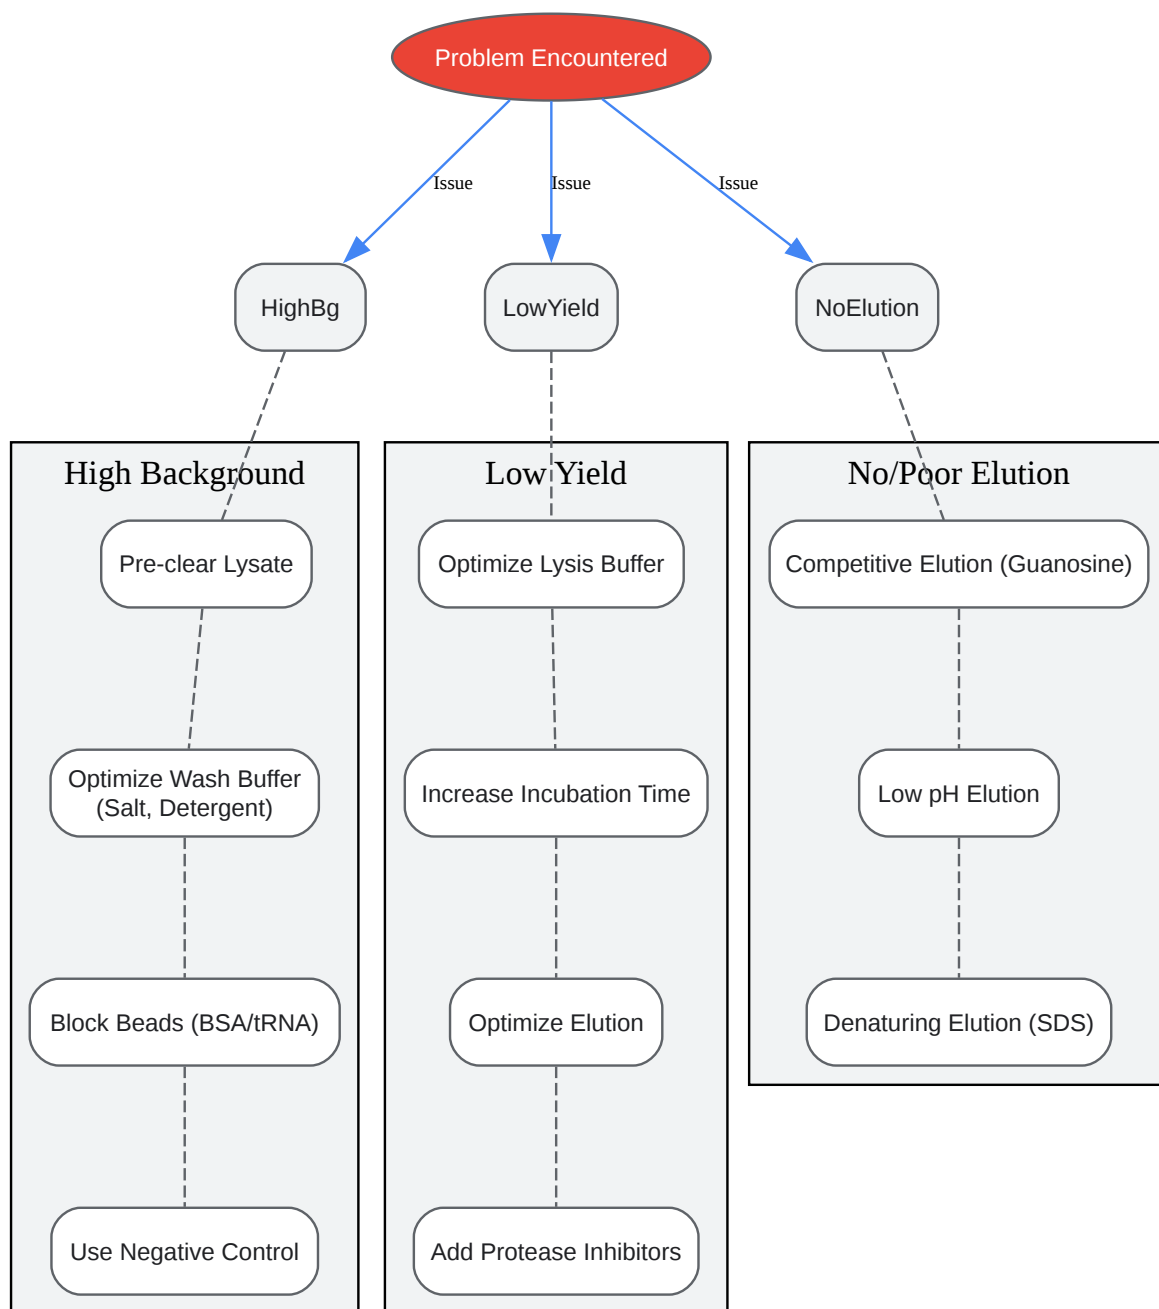 Problem Encountered
Issue
Issue
Issue
HighBg
LowYield
NoElution
High Background
Low Yield
No/Poor Elution
Pre-clear Lysate
Optimize Lysis Buffer
Competitive Elution (Guanosine)
Optimize Wash Buffer
(Salt, Detergent)
Increase Incubation Time
Low pH Elution
Block Beads (BSA/tRNA)
Optimize Elution
Denaturing Elution (SDS)
Use Negative Control
Add Protease Inhibitors